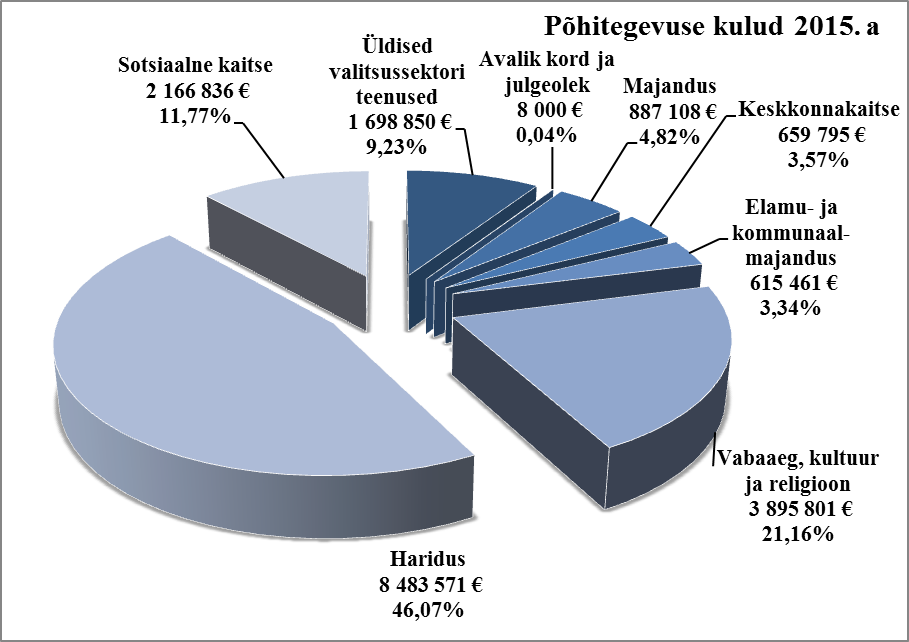 Põhitegevuse kulud 2015. a
Sotsiaalne kaitse
2 166 836 €
11,77%
Üldised
valitsussektori
teenused
1 698 850 €
9,23%
Avalik kord ja
julgeolek
8 000 €
0,04%
Majandus
887 108 €
4,82%
Keskkonnakaitse
659 795 €
3,57%
Elamu- ja
kommunaal-
majandus
615 461 €
3,34%
Vabaaeg, kultuur
ja religioon
3 895 801 €
21,16%
Haridus
8 483 571 €
46,07%